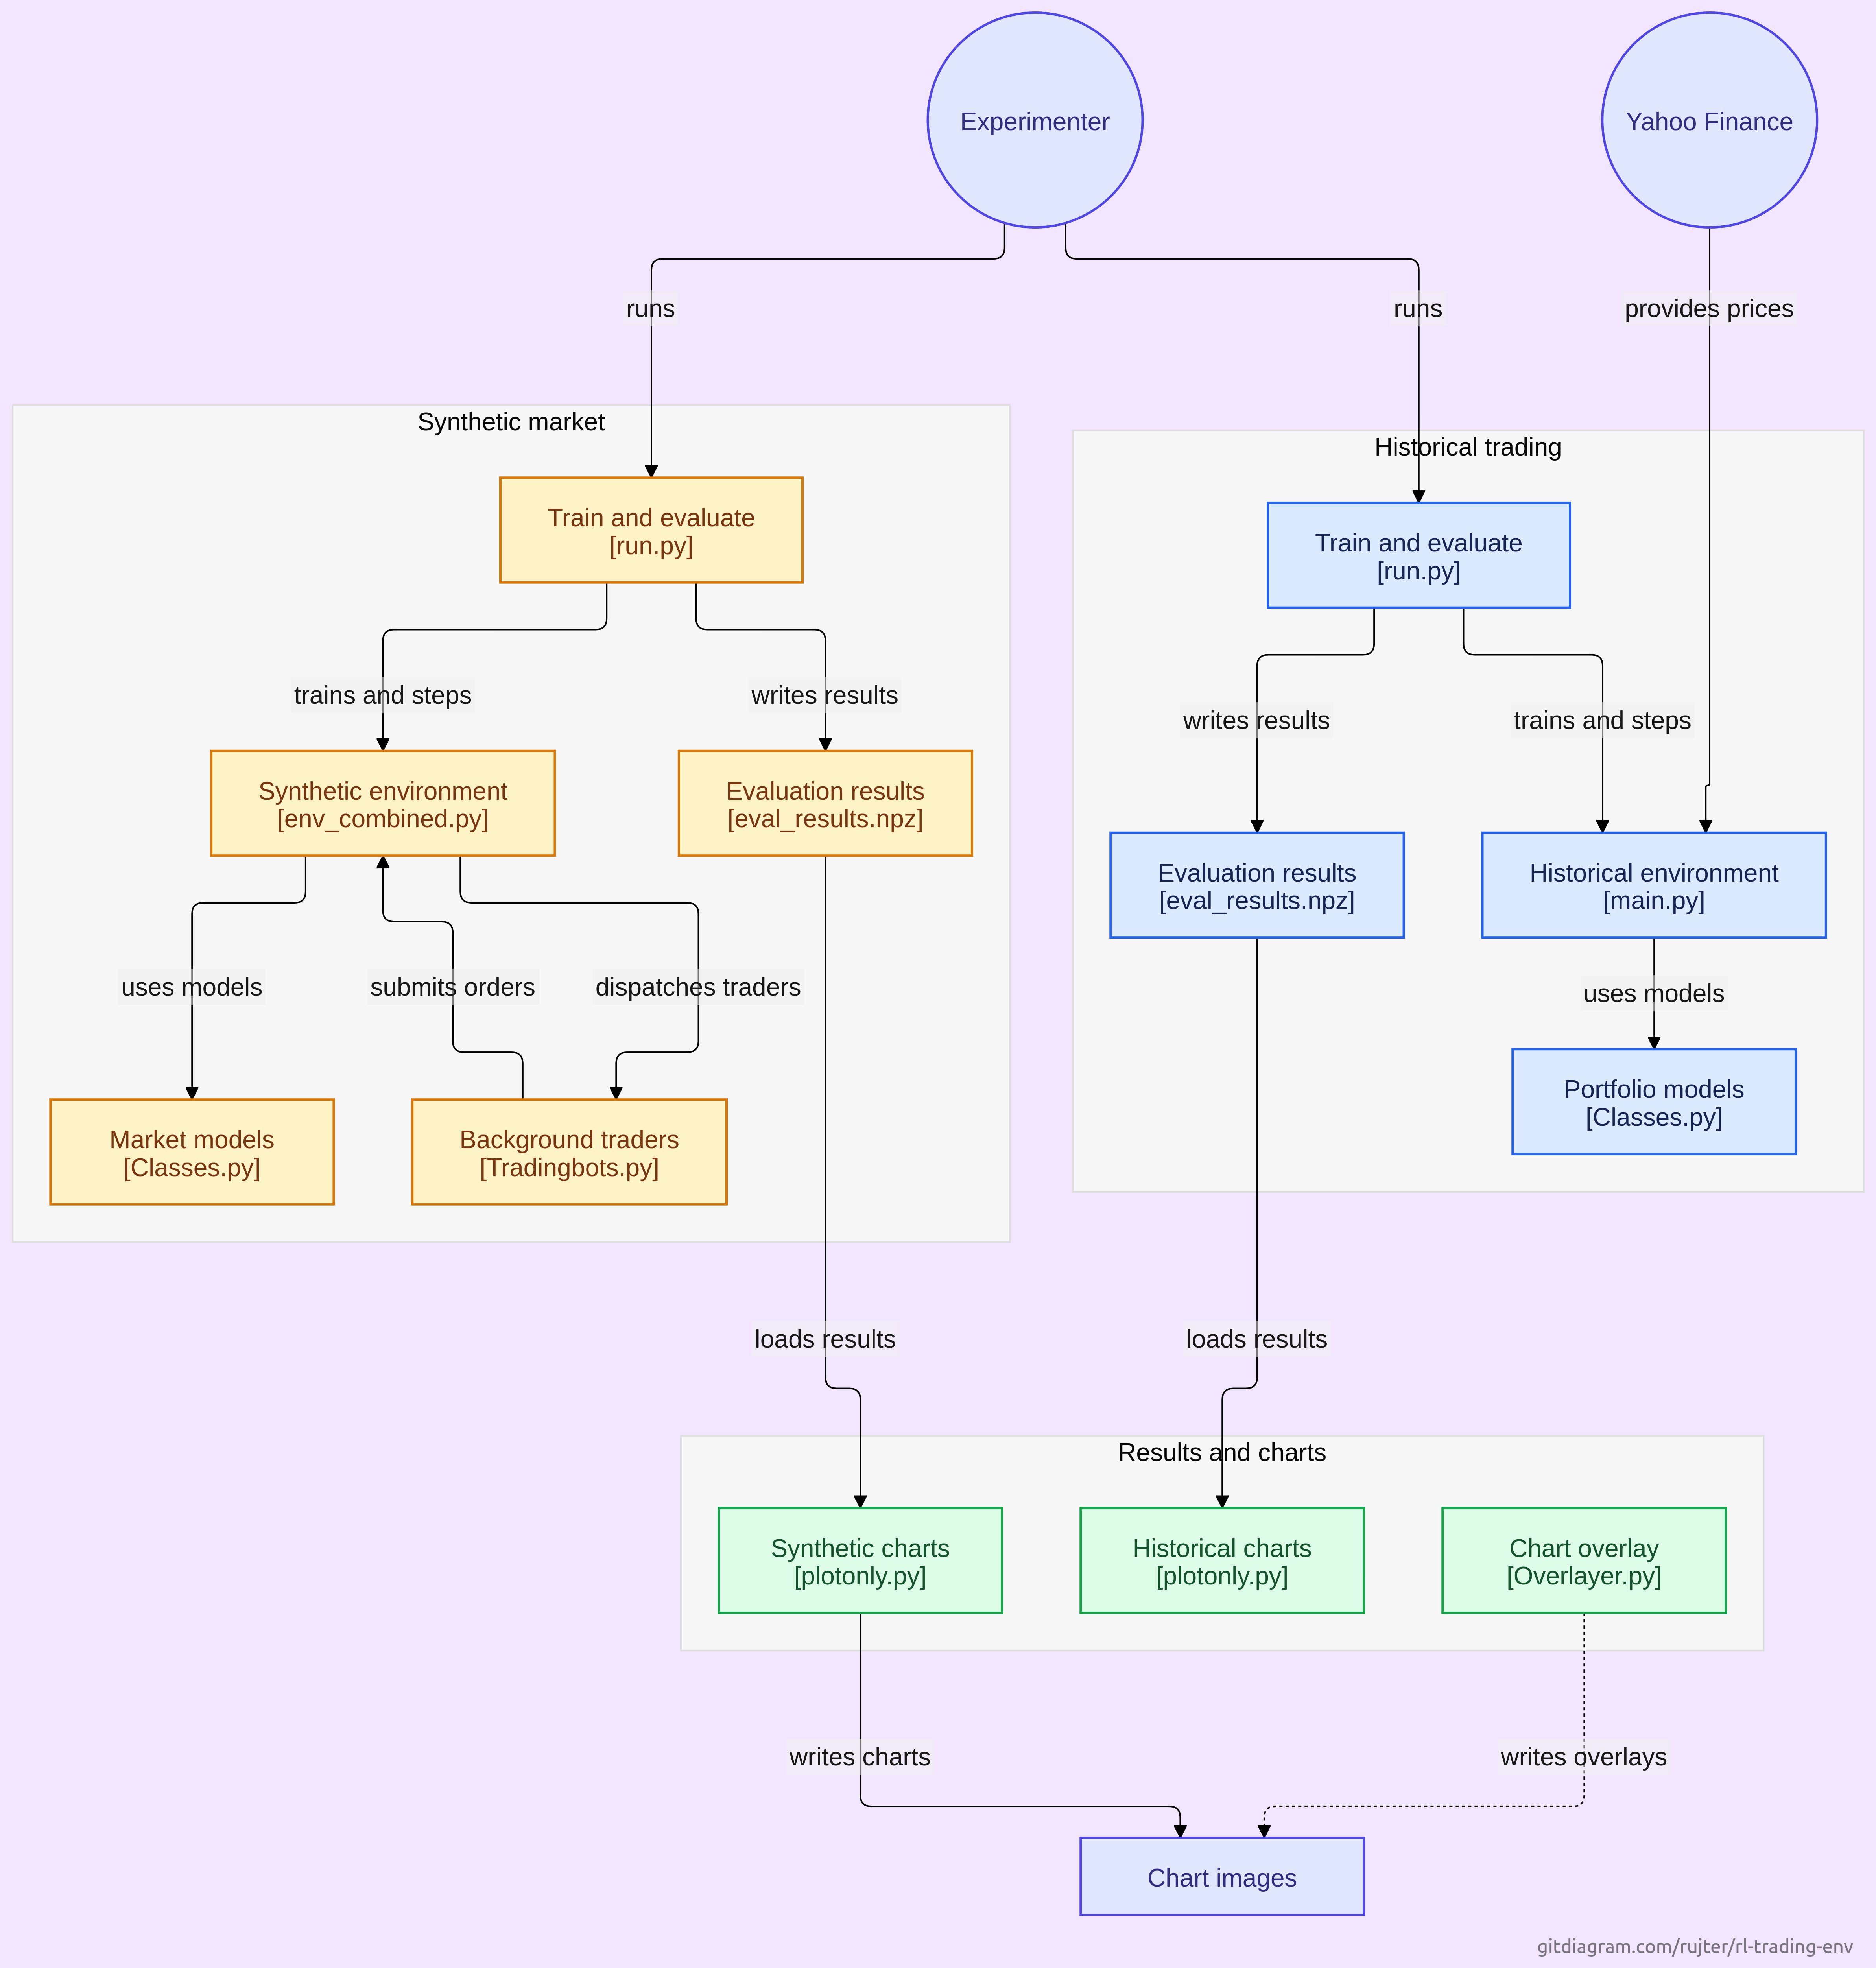 Experimenter
Yahoo Finance
runs
runs
provides prices
Synthetic market
Historical trading
Train and evaluate
[run.py]
Train and evaluate
[run.py]
trains and steps
writes results
writes results
trains and steps
Synthetic environment
[env_combined.py]
Evaluation results
[eval_results.npz]
Evaluation results
[eval_results.npz]
Historical environment
[main.py]
uses models
submits orders
dispatches traders
uses models
Market models
[Classes.py]
Background traders
[Tradingbots.py]
Portfolio models
[Classes.py]
loads results
loads results
Results and charts
Synthetic charts
[plotonly.py]
Historical charts
[plotonly.py]
Chart overlay
[Overlayer.py]
writes charts
writes overlays
Chart images
gitdiagram.com/rujter/rl-trading-env